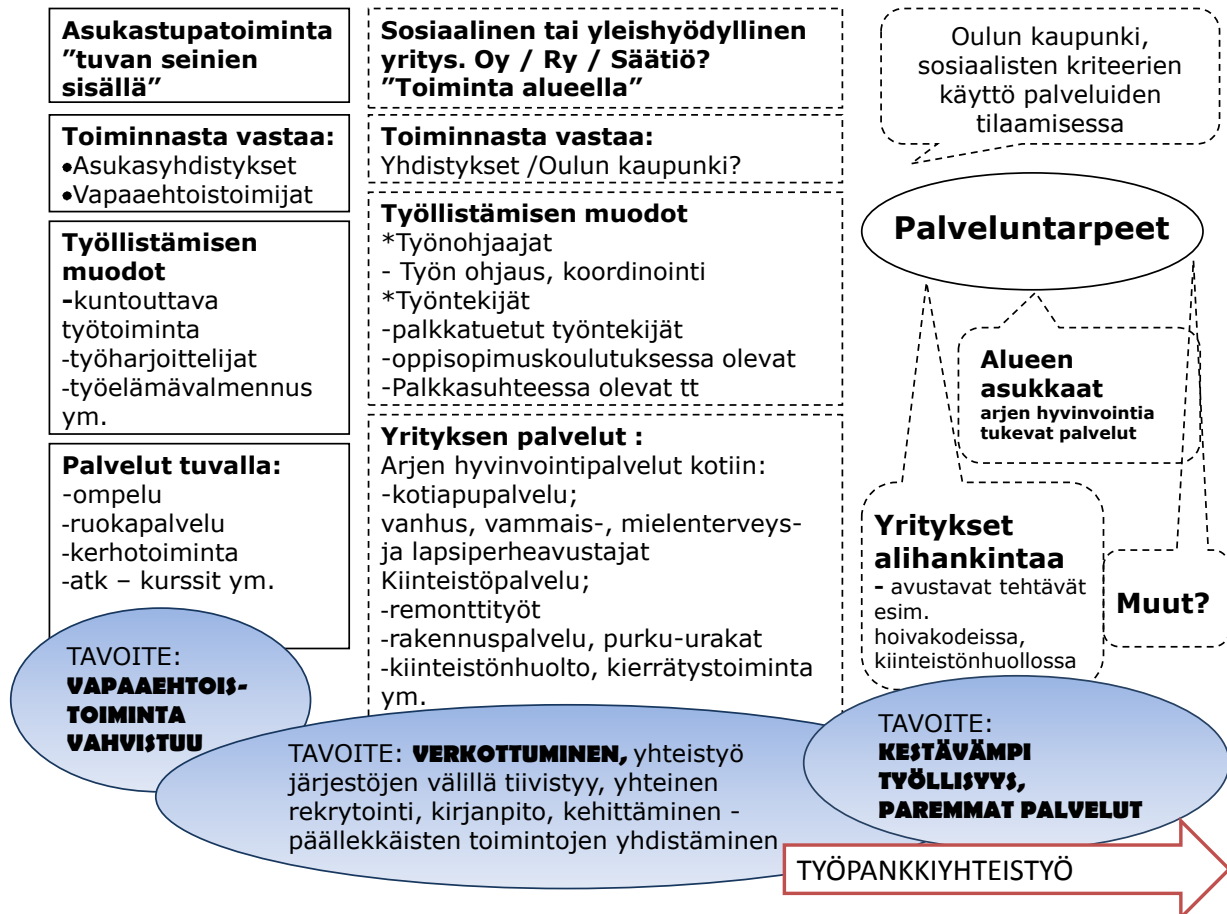 Asukastupatoiminta
”tuvan seinien
sisällä”
Toiminnasta vastaa:
•Asukasyhdistykset
•Vapaaehtoistoimijat
Työllistämisen
muodot
-kuntouttava
työtoiminta
-työharjoittelijat
-työelämävalmennus
ym.
Palvelut tuvalla:
-ompelu
-ruokapalvelu
-kerhotoiminta
-atk – kurssit ym.
TAVOITE:
VAPAAEHTOIS-
TOIMINTA
VAHVISTUU
Sosiaalinen tai yleishyödyllinen
yritys. Oy / Ry / Säätiö?
”Toiminta alueella”
Toiminnasta vastaa:
Yhdistykset /Oulun kaupunki?
Työllistämisen muodot
*Työnohjaajat
- Työn ohjaus, koordinointi
*Työntekijät
-palkkatuetut työntekijät
-oppisopimuskoulutuksessa olevat
-Palkkasuhteessa olevat tt
Yrityksen palvelut :
Arjen hyvinvointipalvelut kotiin:
-kotiapupalvelu;
vanhus, vammais-, mielenterveys-
ja lapsiperheavustajat
Kiinteistöpalvelu;
-remonttityöt
-rakennuspalvelu, purku-urakat
-kiinteistönhuolto, kierrätystoiminta
ym.
TAVOITE: VERKOTTUMINEN, yhteistyö
järjestöjen välillä tiivistyy, yhteinen
rekrytointi, kirjanpito, kehittäminen -
päällekkäisten toimintojen yhdistäminen
Oulun kaupunki,
sosiaalisten kriteerien
käyttö palveluiden
tilaamisessa
Palveluntarpeet
Alueen
asukkaat
arjen hyvinvointia
tukevat palvelut
Yritykset
alihankintaa
- avustavat tehtävät
esim.
hoivakodeissa,
kiinteistönhuollossa
Muut?
TAVOITE:
KESTÄVÄMPI
TYÖLLISYYS,
PAREMMAT PALVELUT
TYÖPANKKIYHTEISTYÖ